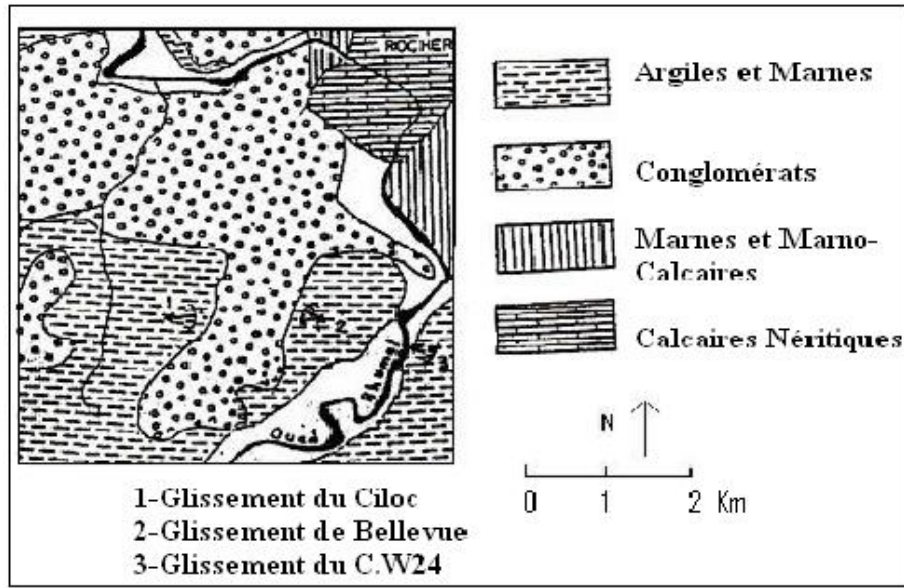 ROCHER
1
2
3
Oued Rhumel
Argiles et Marnes
Conglomérats
Marnes et Marno-
Calcaires
Calcaires Néritiques
N
0 1 2 Km
1-Glissement du Ciloc
2-Glissement de Bellevue
3-Glissement du C.W24